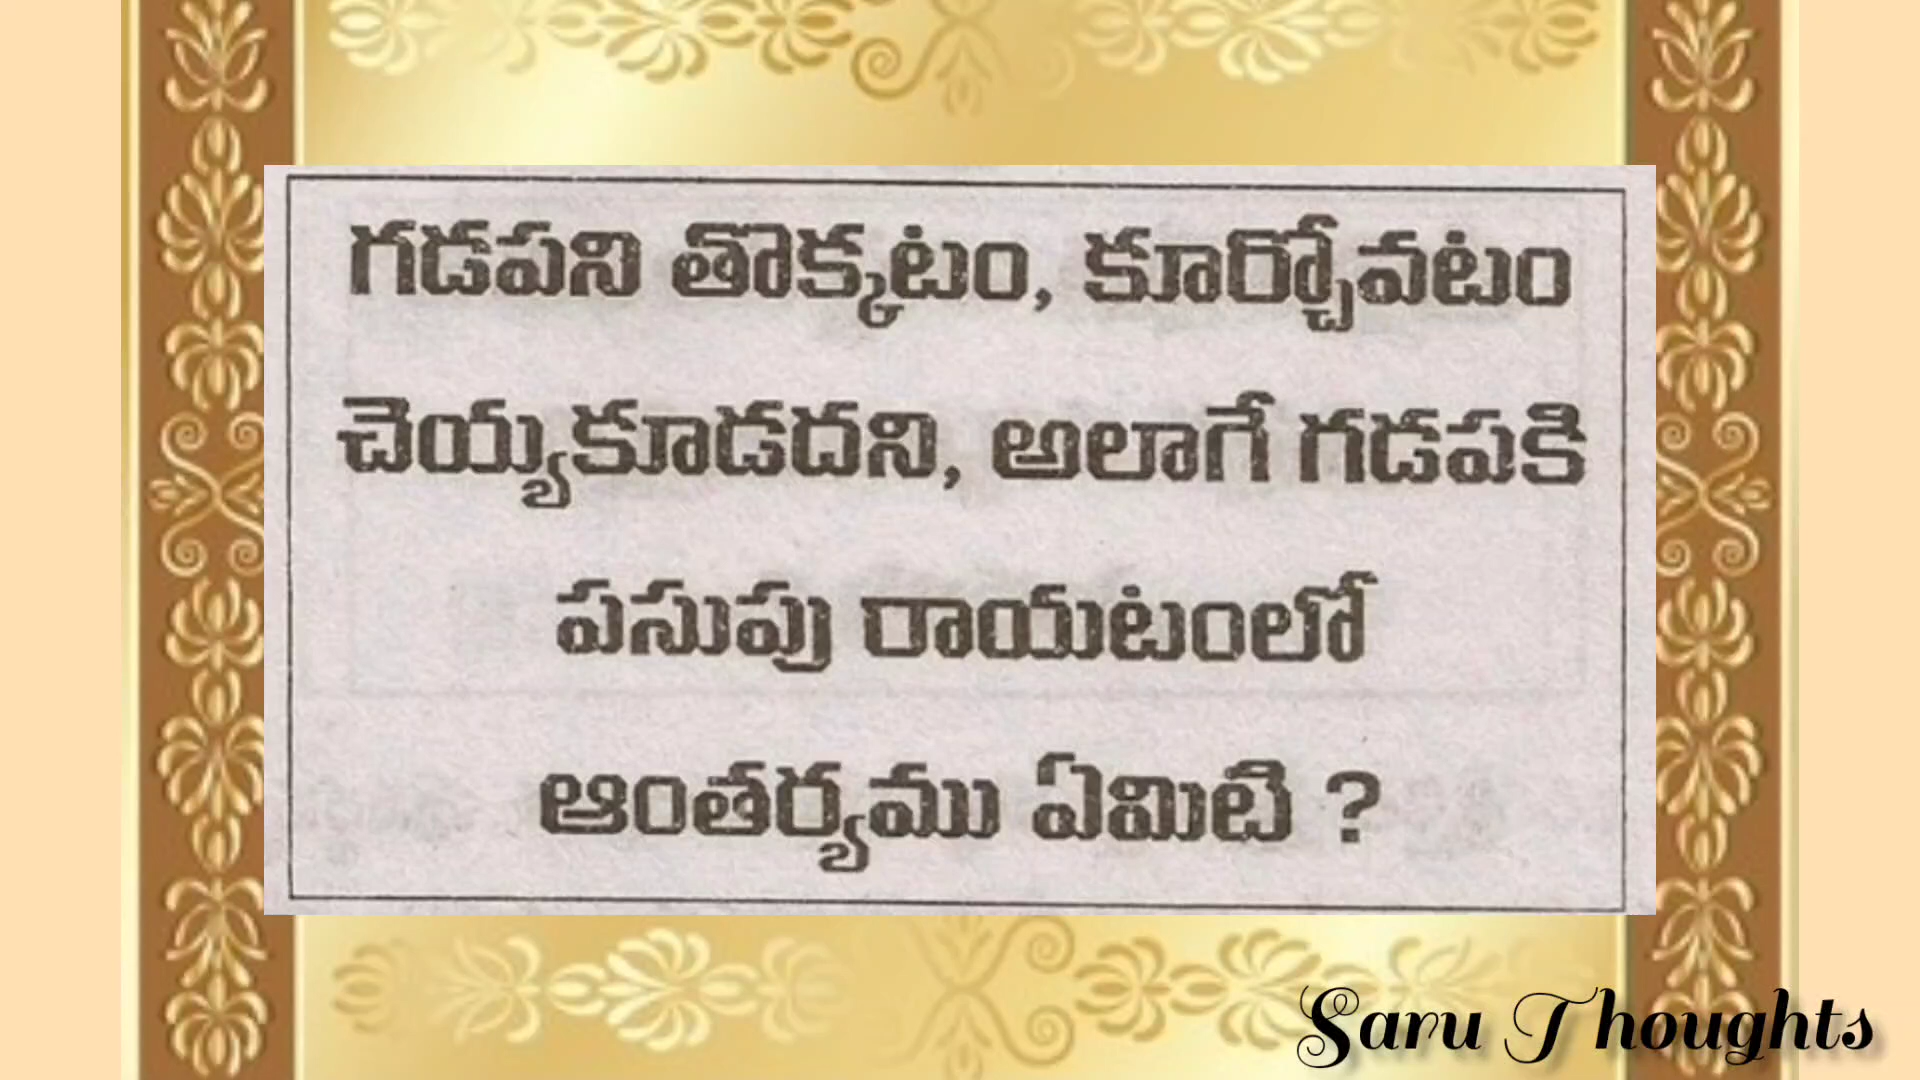 గడపని తొక్కటం, కూర్చోవటం
చెయ్యకూడదని, అలాగే గడపకి
పసుపు రాయటంలో
ఆంతర్యము ఏమిటి ?
Saru Thoughts